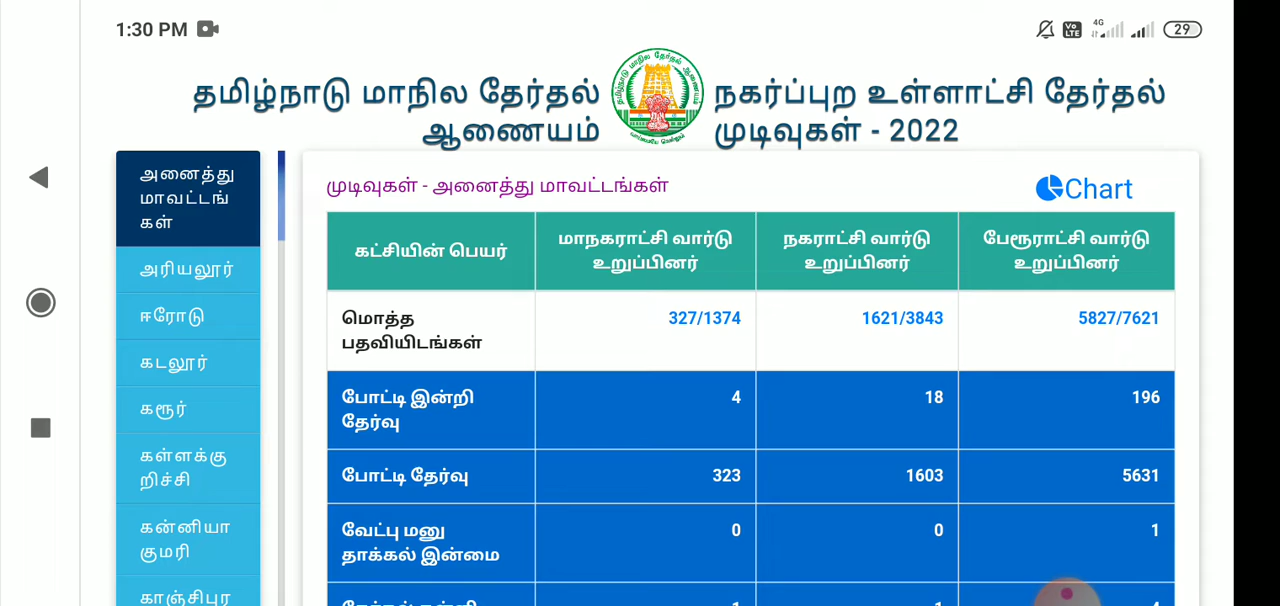 1:30 PM
Vo LTE 4G 29
தமிழ்நாடு மாநில தேர்தல்
ஆணையம்
நகர்ப்புற உள்ளாட்சி தேர்தல்
முடிவுகள் - 2022
அனைத்து
மாவட்டங்
கள்
அரியலூர்
ஈரோடு
கடலூர்
கரூர்
கள்ளக்கு
றிச்சி
கன்னியா
குமரி
காஞ்சிபுர
முடிவுகள் - அனைத்து மாவட்டங்கள்
Chart
கட்சியின் பெயர்
மாநகராட்சி வார்டு
உறுப்பினர்
நகராட்சி வார்டு
உறுப்பினர்
பேரூராட்சி வார்டு
உறுப்பினர்
மொத்த
பதவியிடங்கள்
327/1374
1621/3843
5827/7621
போட்டி இன்றி
தேர்வு
4
18
196
போட்டி தேர்வு
323
1603
5631
வேட்பு மனு
தாக்கல் இன்மை
0
0
1